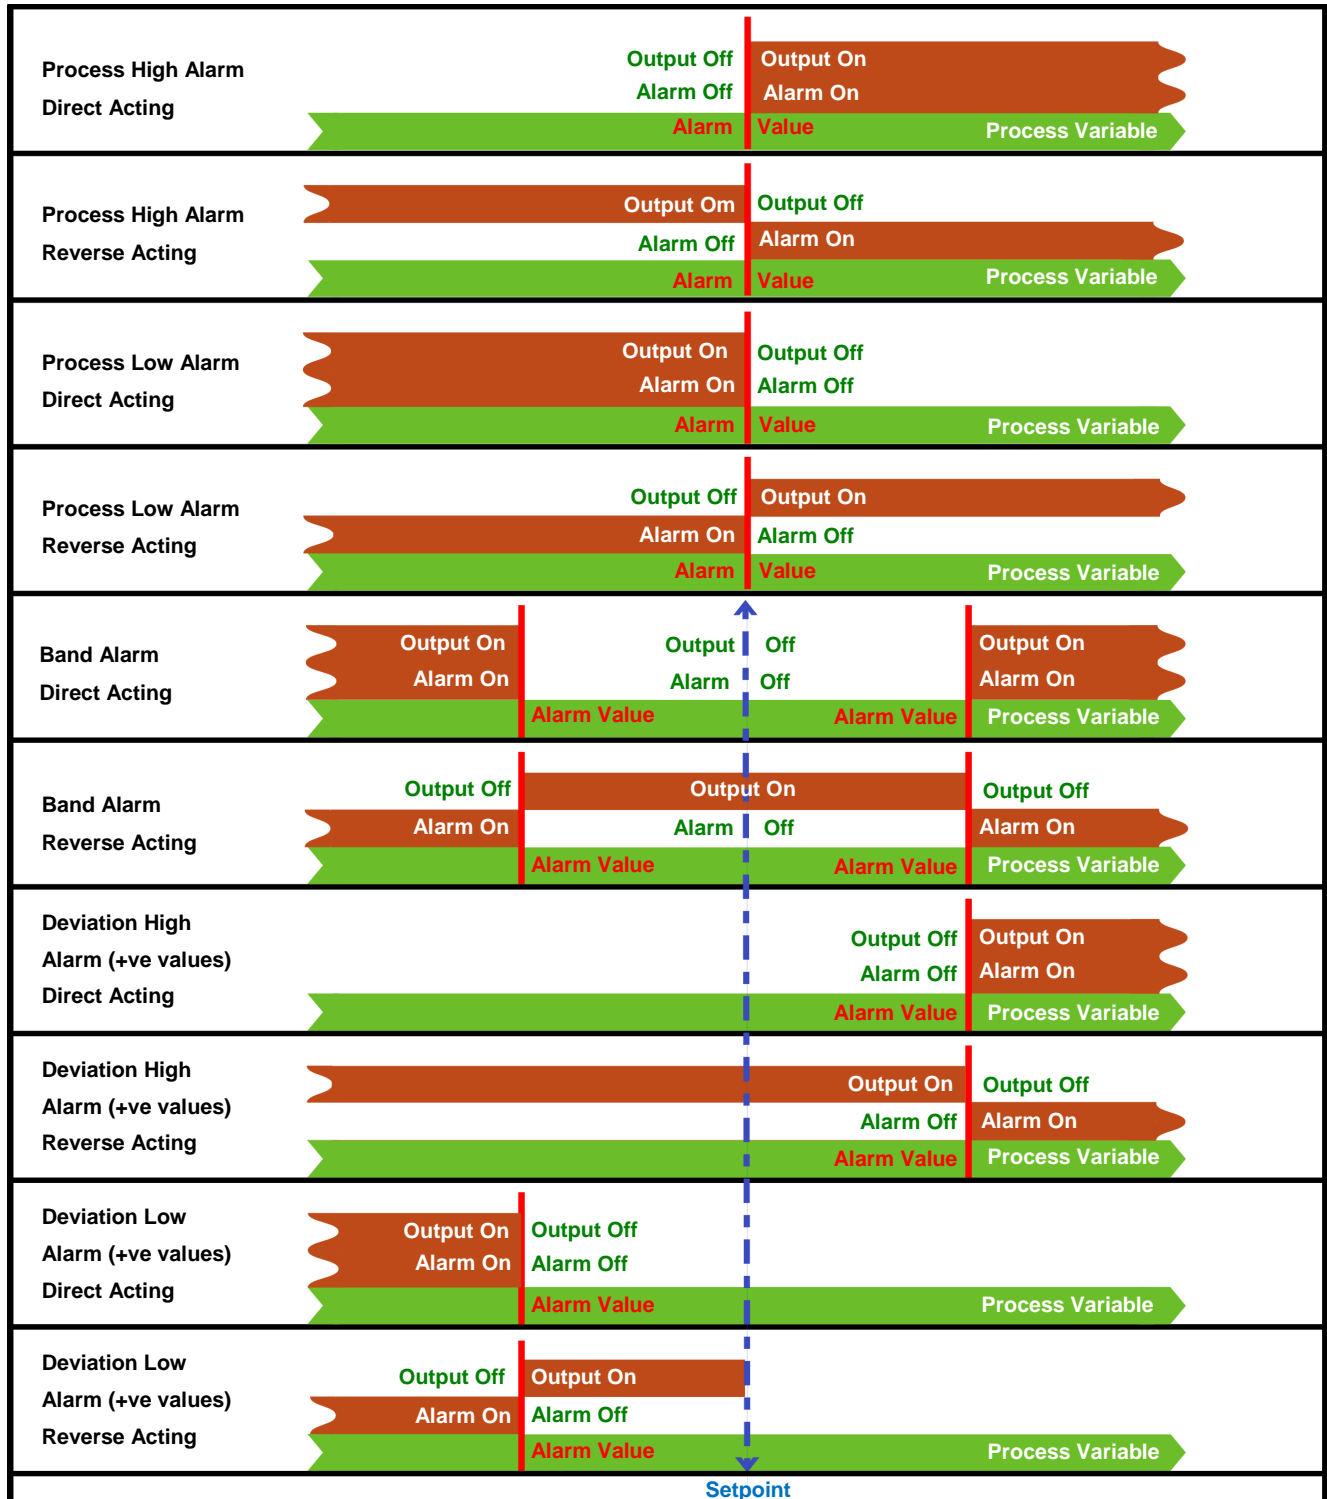 Process High Alarm
Direct Acting
Output Off Output On
Alarm Off Alarm On
Alarm Value Process Variable
Process High Alarm
Reverse Acting
Output Om Output Off
Alarm Off Alarm On
Alarm Value Process Variable
Process Low Alarm
Direct Acting
Output On Output Off
Alarm On Alarm Off
Alarm Value Process Variable
Process Low Alarm
Reverse Acting
Output Off Output On
Alarm On Alarm Off
Alarm Value Process Variable
Band Alarm
Direct Acting
Output On Output Off Output On
Alarm On Alarm Off Alarm On
Alarm Value Alarm Value Process Variable
Band Alarm
Reverse Acting
Output Off Output On Output Off
Alarm On Alarm Off Alarm On
Alarm Value Alarm Value Process Variable
Deviation High
Alarm (+ve values)
Direct Acting
Output Off Output On
Alarm Off Alarm On
Alarm Value Process Variable
Deviation High
Alarm (+ve values)
Reverse Acting
Output On Output Off
Alarm Off Alarm On
Alarm Value Process Variable
Deviation Low
Alarm (+ve values)
Direct Acting
Output On Output Off
Alarm On Alarm Off
Alarm Value Process Variable
Deviation Low
Alarm (+ve values)
Reverse Acting
Output Off Output On
Alarm On Alarm Off
Alarm Value Process Variable
Setpoint